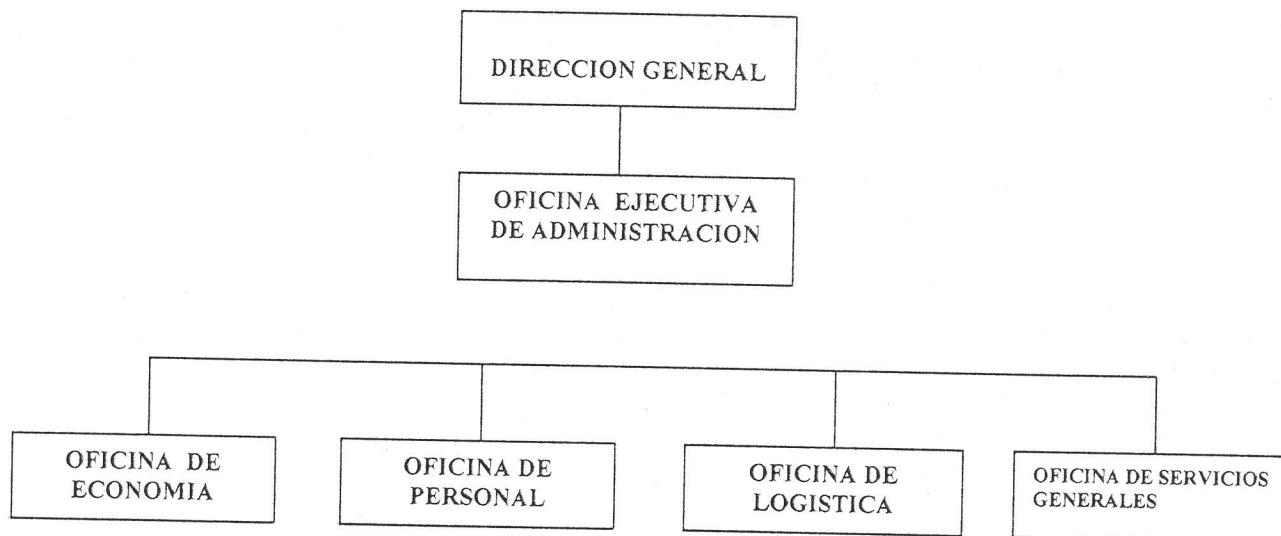 DIRECCION GENERAL
OFICINA EJECUTIVA
DE ADMINISTRACION
OFICINA DE
ECONOMIA
OFICINA DE
PERSONAL
OFICINA DE
LOGISTICA
OFICINA DE SERVICIOS
GENERALES